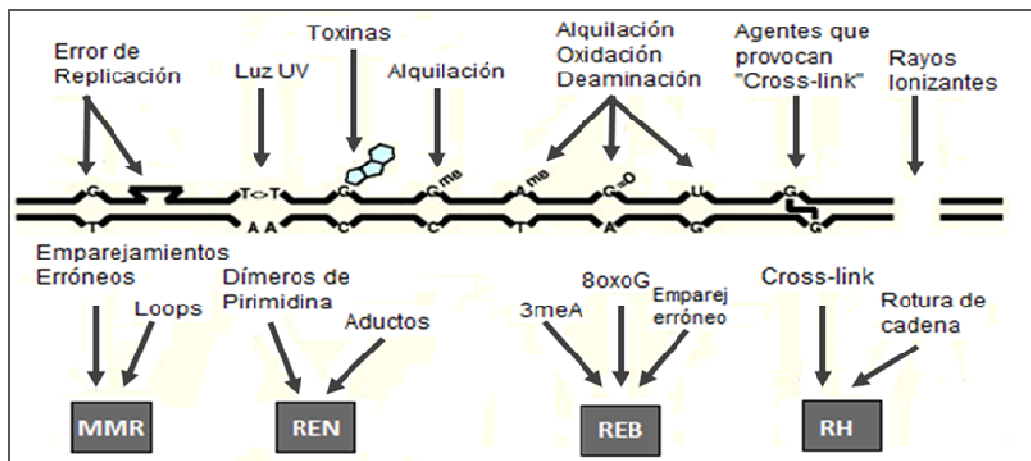 Error de
Replicación
Luz UV
Toxinas
Alquilación
Alquilación
Oxidación
Deaminación
Agentes que
provocan
"Cross-link"
Rayos
Ionizantes
G T<>T G G me A me G =O U G
T A A C C T A G G
Emparejamientos
Erróneos
Loops
Dímeros de
Pirimidina
Aductos
3meA
8oxoG
Emparej
erróneo
Cross-link
Rotura de
cadena
MMR
REN
REB
RH